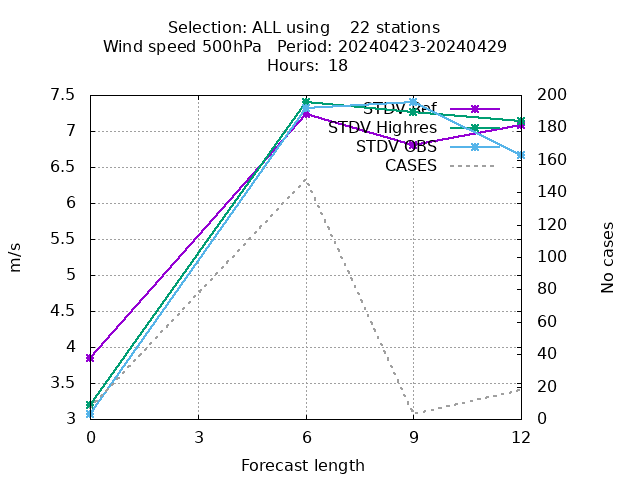 Selection: ALL using    22 stations
Wind speed 500hPa   Period: 20240423-20240429
Hours:  18
7.5
7
6.5
6
5.5
5
4.5
4
3.5
3
m/s
200
180
160
140
120
100
80
60
40
20
0
No cases
STDV Ref
STDV Highres
STDV OBS
CASES
0
3
6
9
12
Forecast length